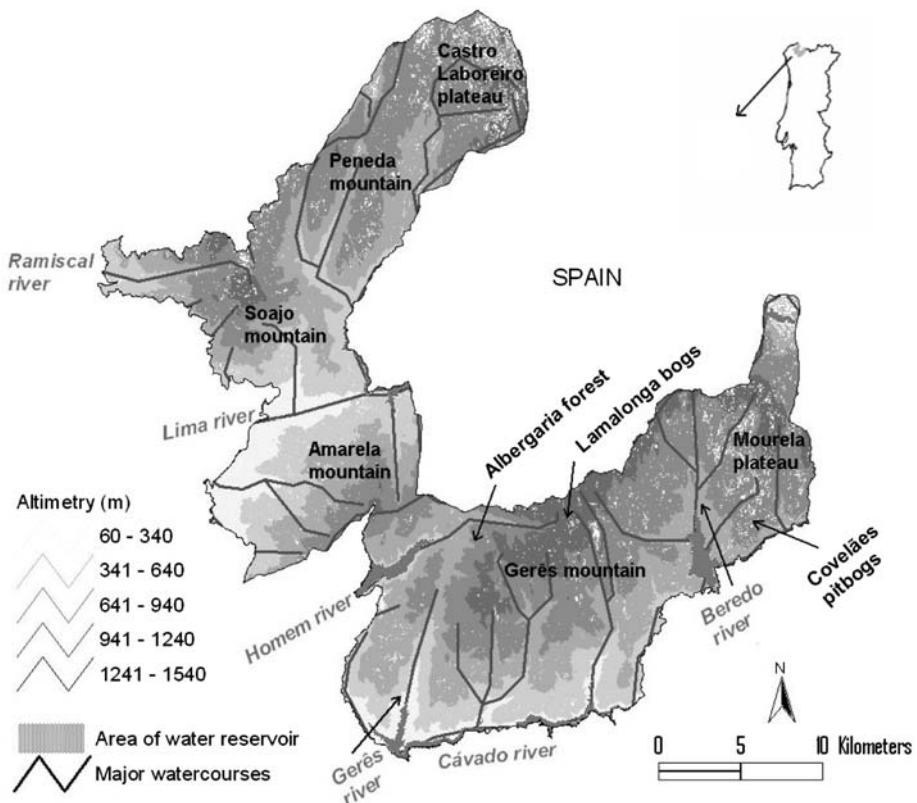 Castro
Laboreiro
plateau
Peneda
mountain
Ramiscal
river
SPAIN
Soajo
mountain
Lima river
Albergaria forest
Lamalonga bogs
Amarela
mountain
Mourela
plateau
Altimetry (m)
60 - 340
341 - 640
641 - 940
941 - 1240
1241 - 1540
Gerês mountain
Covelães
pitbogs
Homem river
Beredo
river
N
Area of water reservoir
Major watercourses
Gerês
river
Cávado river
0 5 10 Kilometers